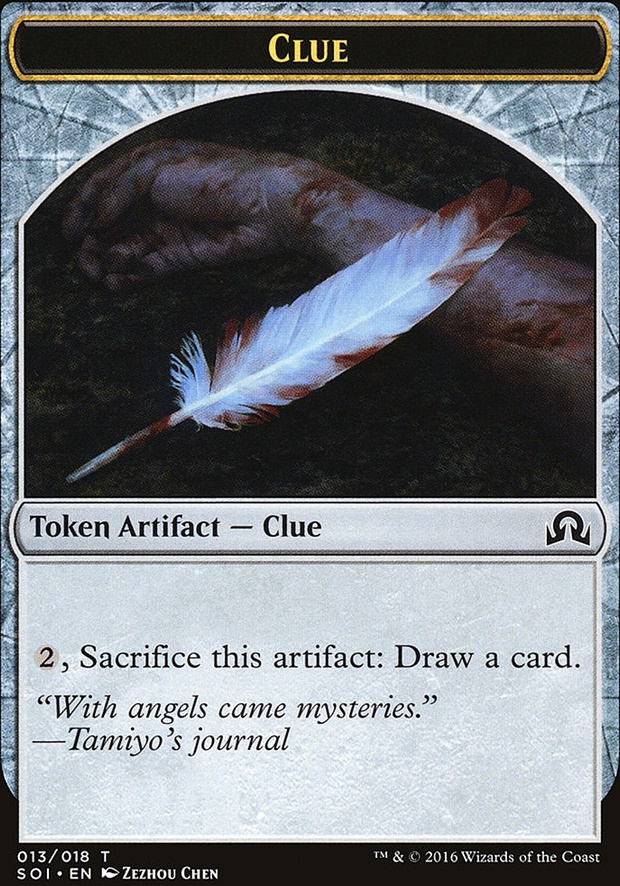 CLUE
Token Artifact — Clue
2, Sacrifice this artifact: Draw a card.
“With angels came mysteries.”
—Tamiyo’s journal
013/018 T
SOI • EN ZEZHOU CHEN
™ & © 2016 Wizards of the Coast